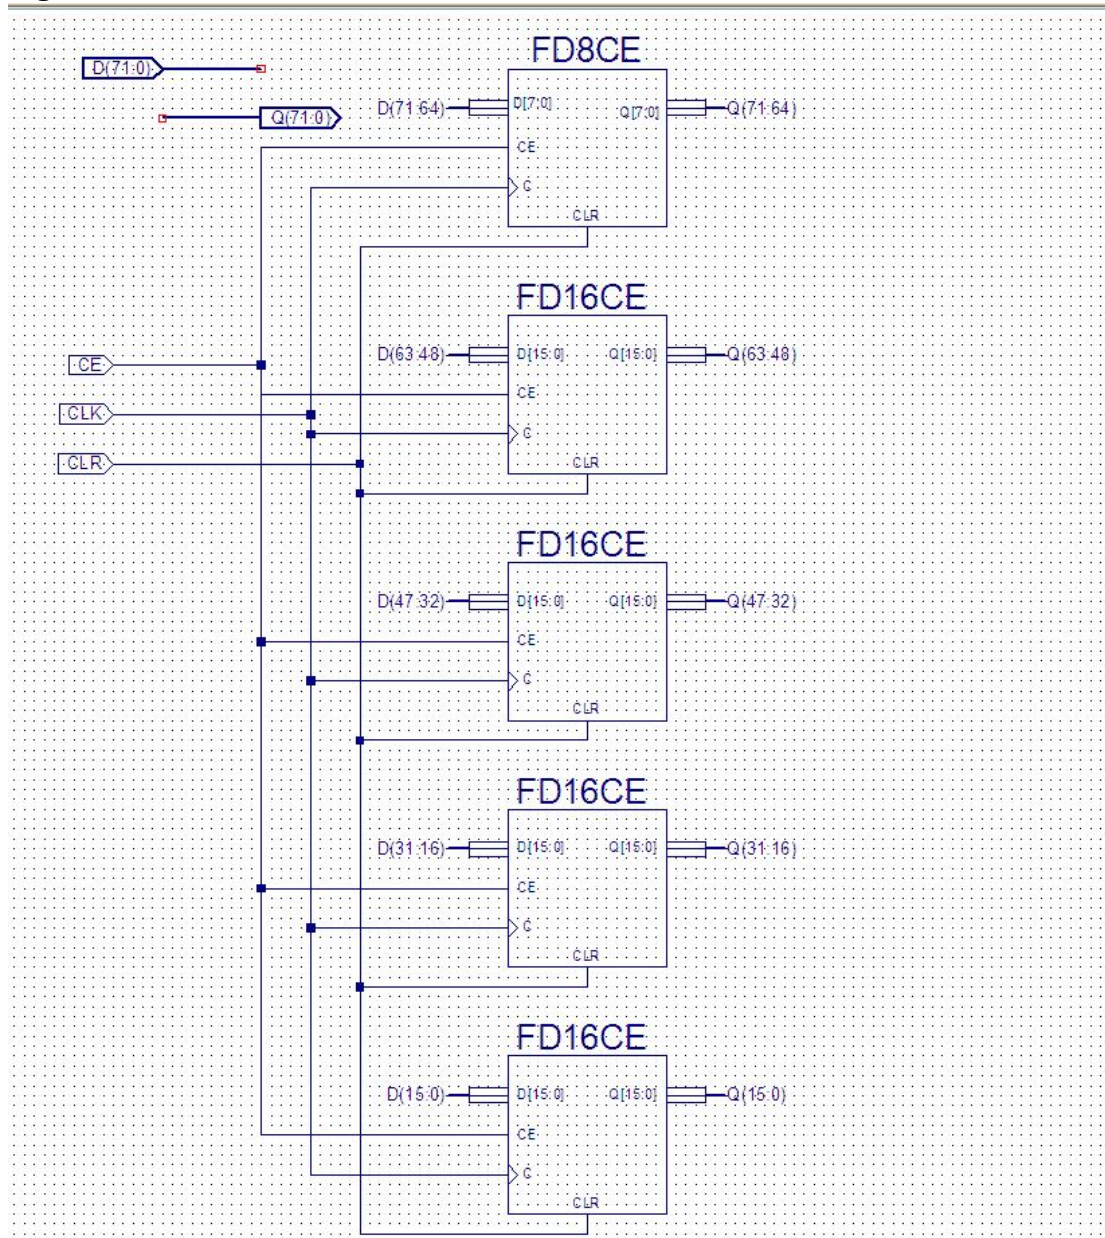 D(71:0)
Q(71:0)
FD8CE
D(71:64) D[7:0] Q[7:0] Q(71:64)
CE
C
CLR
FD16CE
D(63:48) D[15:0] Q[15:0] Q(63:48)
CE
CE
CLK
C
CLR
CLR
FD16CE
D(47:32) D[15:0] Q[15:0] Q(47:32)
CE
C
CLR
FD16CE
D(31:16) D[15:0] Q[15:0] Q(31:16)
CE
C
CLR
FD16CE
D(15:0) D[15:0] Q[15:0] Q(15:0)
CE
C
CLR